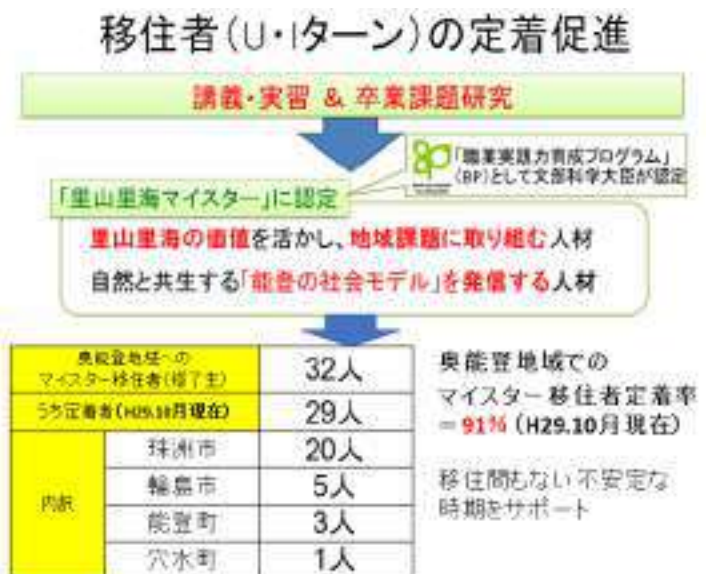 移住者(U・Iターン)の定着促進
講義・実習 & 卒業課題研究
「職業実践力育成プログラム」
(BP)として文部科学大臣が認定
「里山里海マイスター」に認定
里山里海の価値を活かし、地域課題に取り組む人材
自然と共生する「能登の社会モデル」を発信する人材
奥能登地域への
マイスター移住者(修了生)
32人
うち定着者(H29.10月現在)
29人
内訳
珠洲市
20人
輪島市
5人
能登町
3人
穴水町
1人
奥能登地域での
マイスター移住者定着率
=91%(H29.10月現在)
移住間もない不安定な
時期をサポート